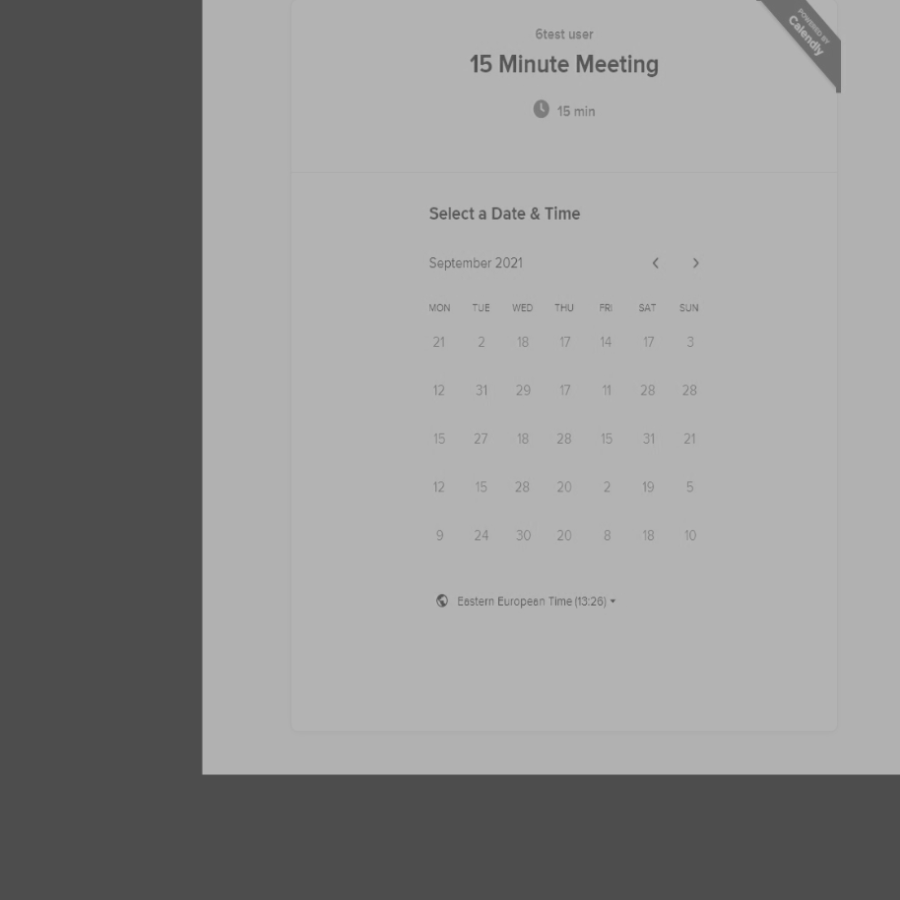 6test user
POWERED BY
Calendly
15 Minute Meeting
15 min
Select a Date & Time
September 2021
MON TUE WED THU FRI SAT SUN
21 2 18 17 14 17 3
12 31 29 17 11 28 28
15 27 18 28 15 31 21
12 15 28 20 2 19 5
9 24 30 20 8 18 10
Eastern European Time (13:26)